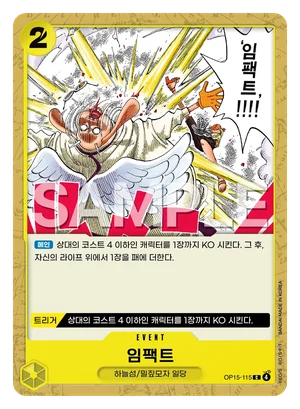 2
'임팩트,
!!!!
SAMPLE
메인 상대의 코스트 4 이하인 캐릭터를 1장까지 KO 시킨다. 그 후,
자신의 라이프 위에서 1장을 패에 더한다.
트리거 상대의 코스트 4 이하인 캐릭터를 1장까지 KO 시킨다.
EVENT
임팩트
하늘섬/밀짚모자 일당
OP15-115 C